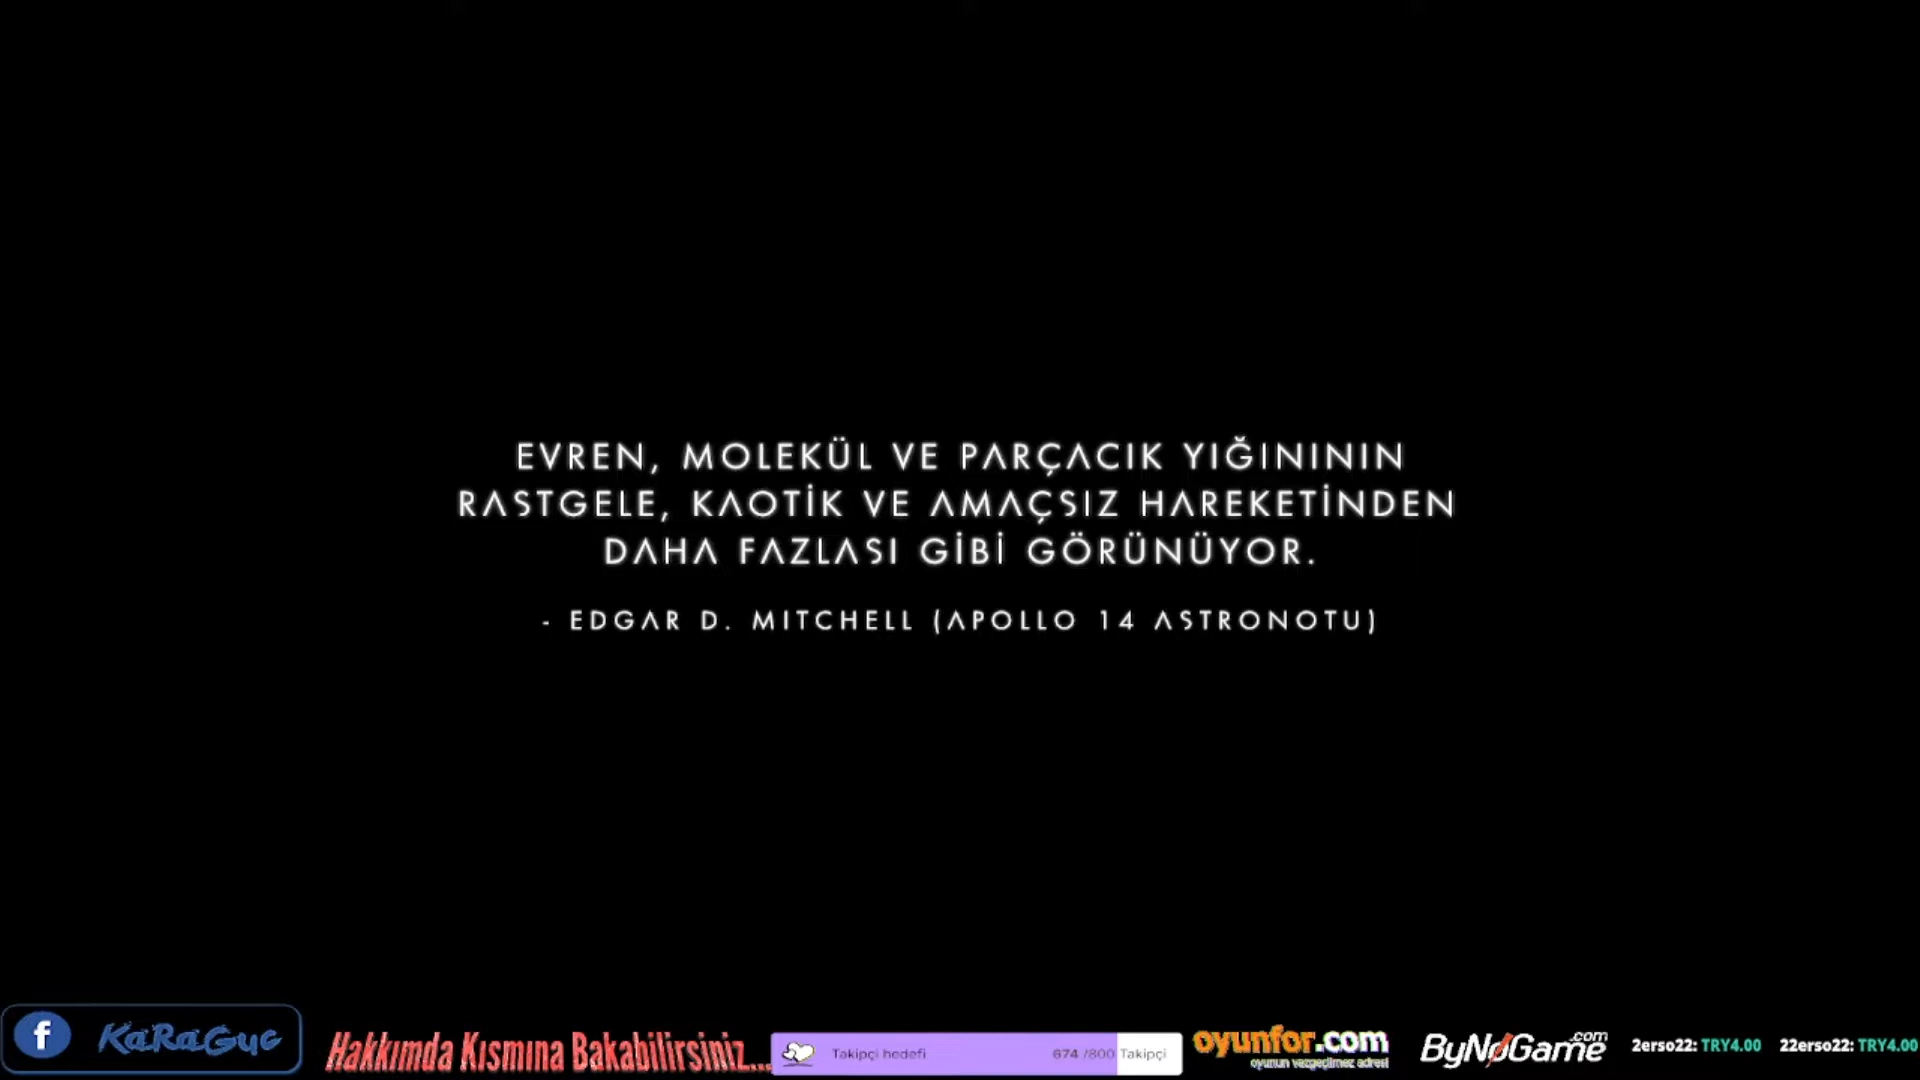 EVREN, MOLEKÜL VE PARÇACIK YIĞINININ
RASTGELE, KAOTİK VE AMAÇSIZ HAREKETİNDEN
DAHA FAZLASI GİBİ GÖRÜNÜYOR.
- EDGAR D. MITCHELL (APOLLO 14 ASTRONOTU)
f KaRaGuc
Hakkımda Kısmına Bakabilirsiniz...
Takipçi hedefi 674 /800 Takipçi
oyunfor.com
oyunun vazgeçilmez adresi
ByNoGame.com
2erso22: TRY4.00 22erso22: TRY4.00